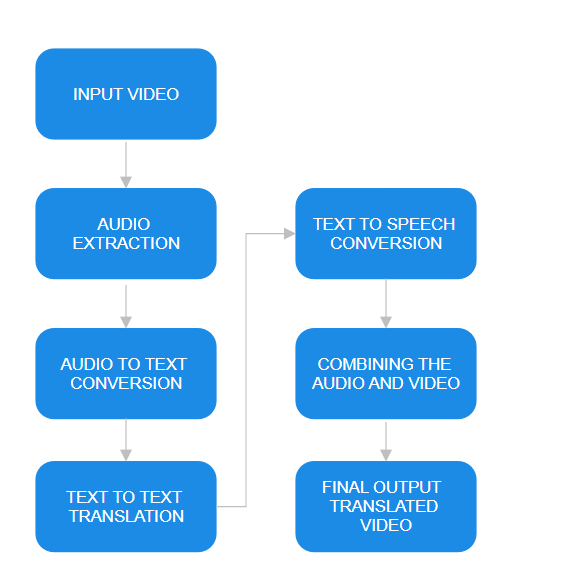 INPUT VIDEO
AUDIO
EXTRACTION
AUDIO TO TEXT
CONVERSION
TEXT TO TEXT
TRANSLATION
TEXT TO SPEECH
CONVERSION
COMBINING THE
AUDIO AND VIDEO
FINAL OUTPUT
TRANSLATED
VIDEO